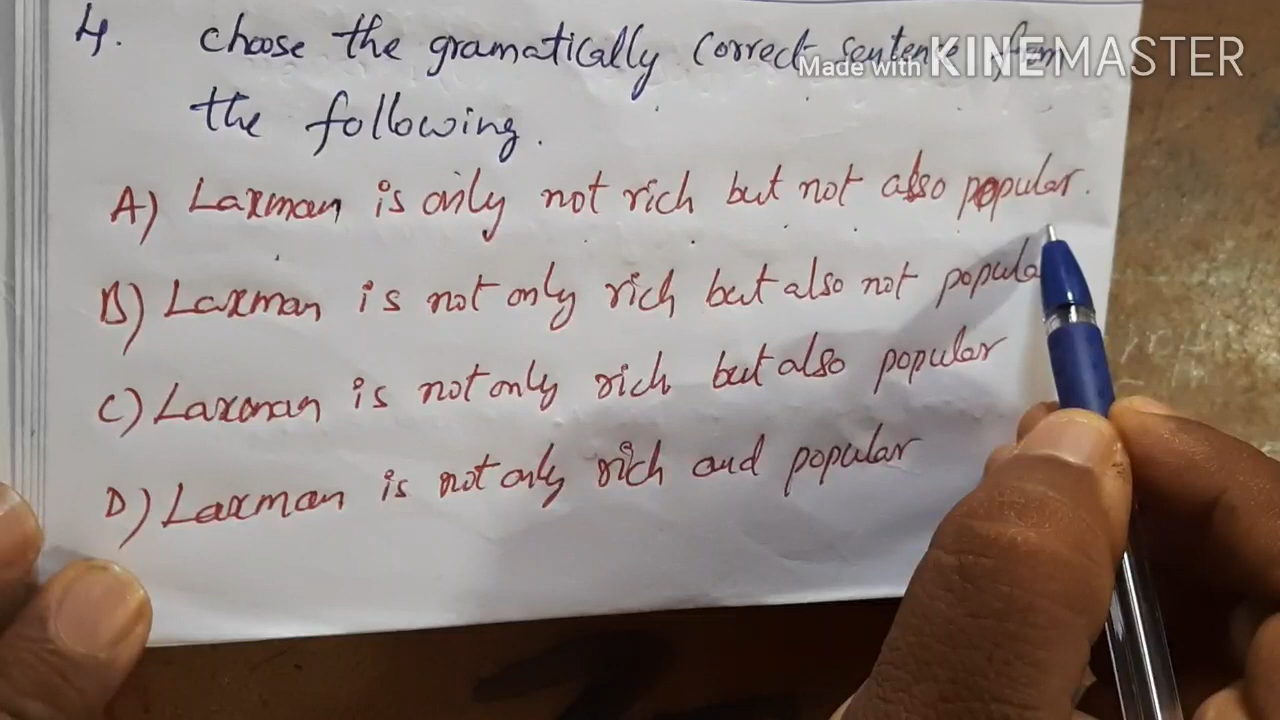 4. choose the gramatically correct sentence from
Made with KINEMASTER
the following.
A) Laxman is only not rich but not also popular.
B) Laxman is not only rich but also not popula
C) Laxman is not only rich but also popular
D) Laxman is not only rich and popular